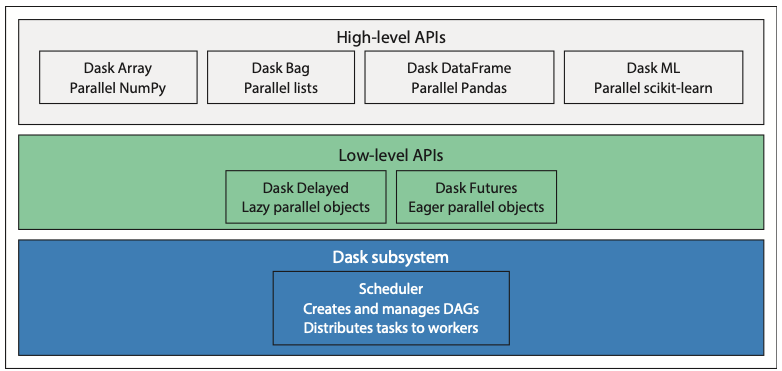 High-level APIs
Dask Array
Parallel NumPy
Dask Bag
Parallel lists
Dask DataFrame
Parallel Pandas
Dask ML
Parallel scikit-learn
Low-level APIs
Dask Delayed
Lazy parallel objects
Dask Futures
Eager parallel objects
Dask subsystem
Scheduler
Creates and manages DAGs
Distributes tasks to workers